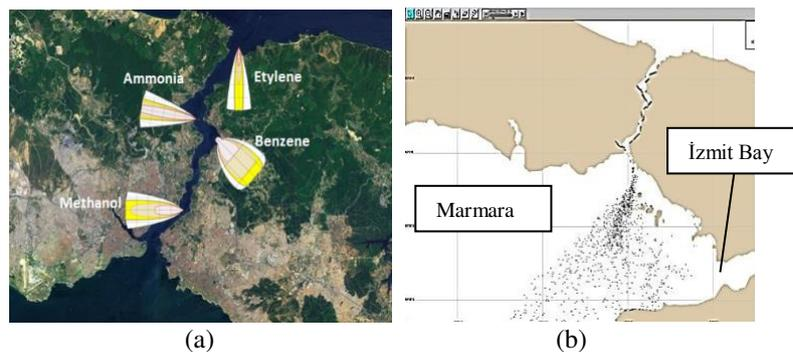 Ammonia
Etylene
Benzene
Methanol
İzmit Bay
Marmara
(a)
(b)